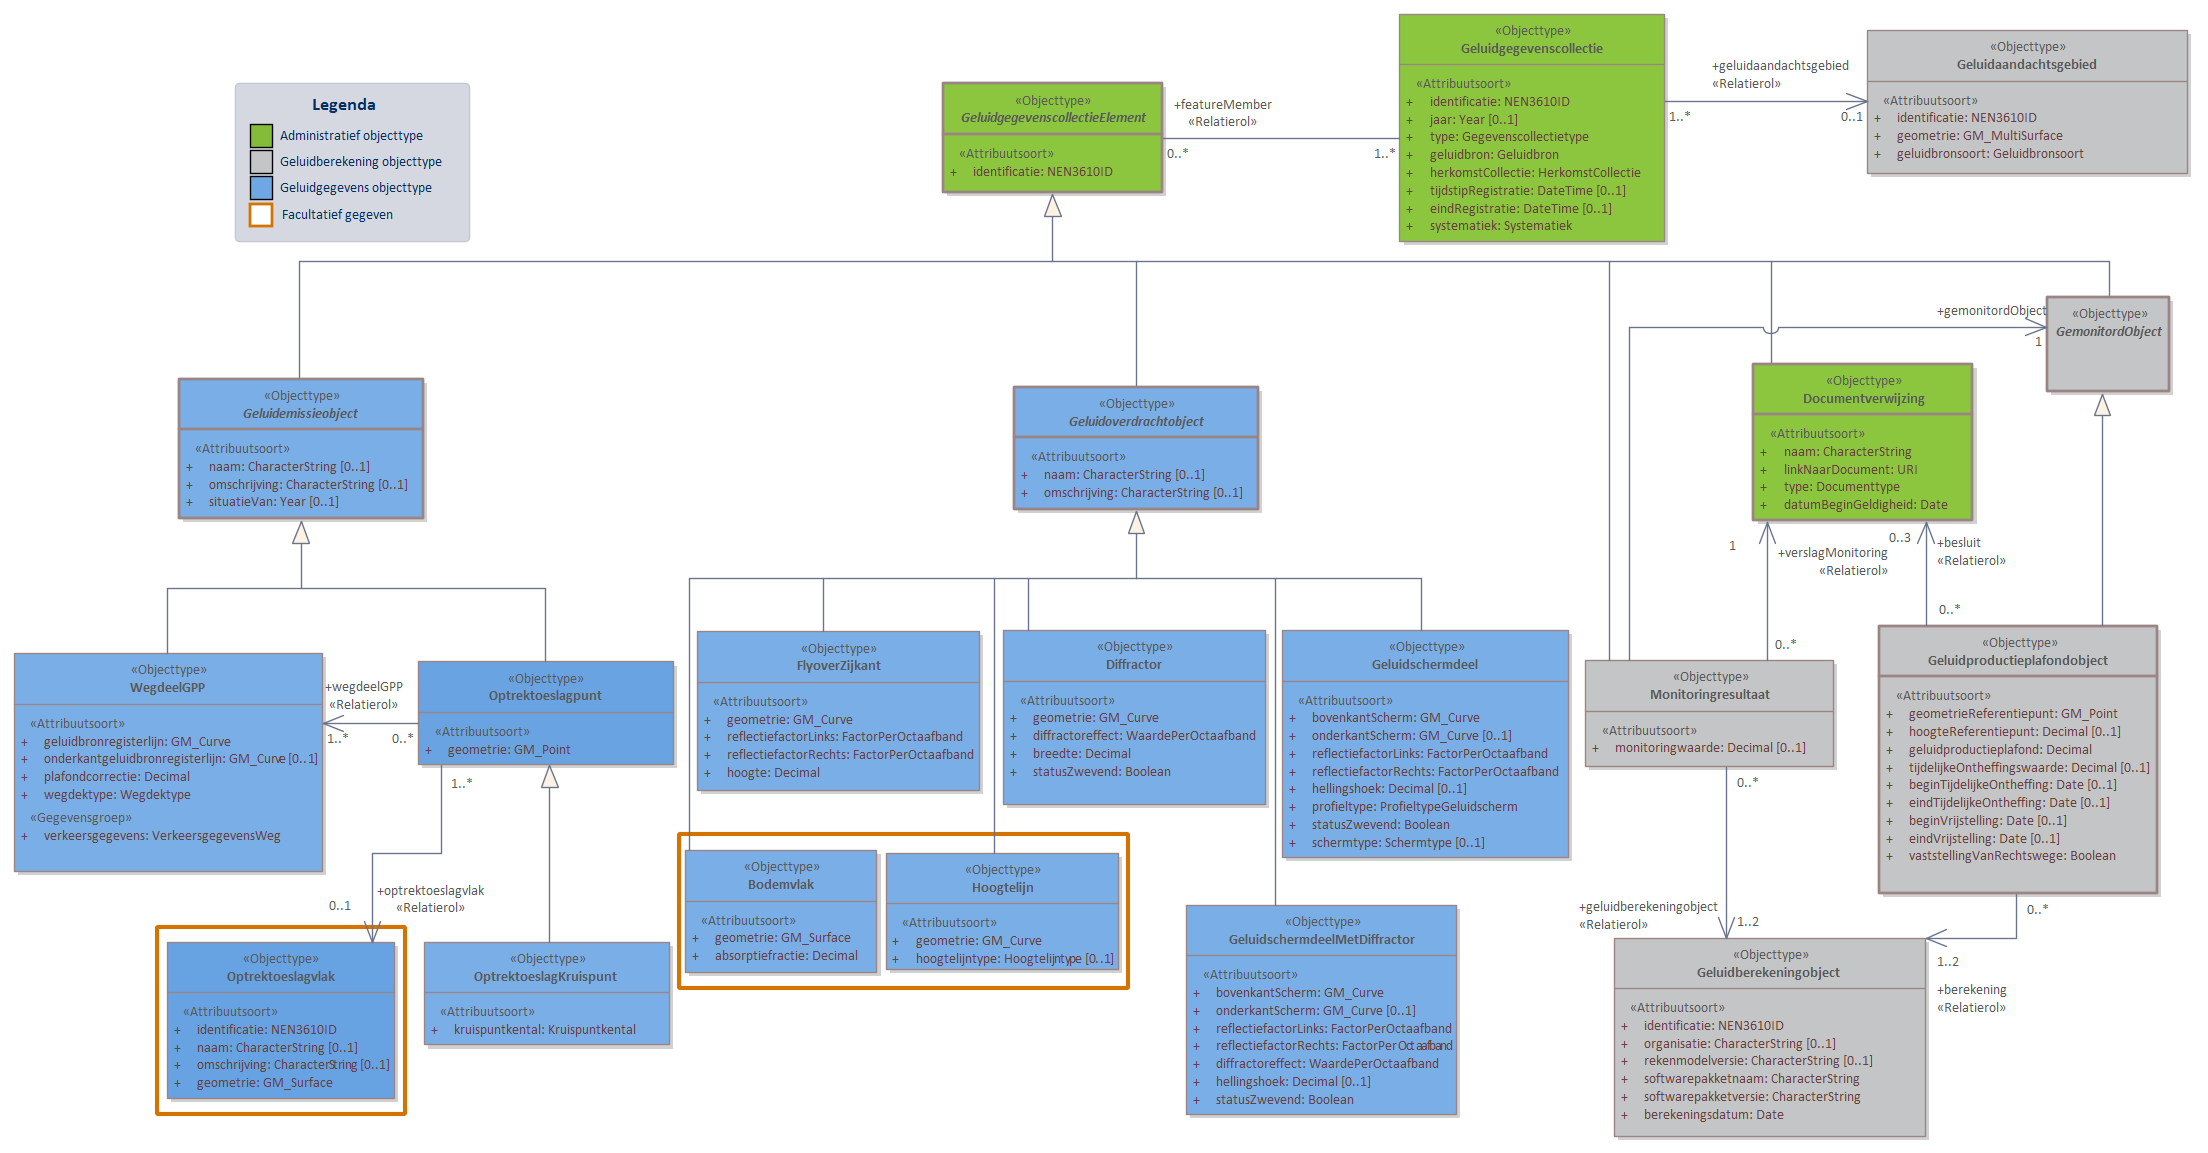 Legenda
Administratief objecttype
Geluidberekening objecttype
Geluidgegevens objecttype
Facultatief gegeven
«Objecttype»
GeluidgegevenscollectieElement
«Attribuutsoort»
+ identificatie: NEN3610ID
+featureMember
«Relatierol»
0..*
1..*
«Objecttype»
Geluidgegevenscollectie
«Attribuutsoort»
+ identificatie: NEN3610ID
+ jaar: Year [0..1]
+ type: Gegevenscollectietype
+ geluidbron: Geluidbron
+ herkomstCollectie: HerkomstCollectie
+ tijdstipRegistratie: DateTime [0..1]
+ eindRegistratie: DateTime [0..1]
+ systematiek: Systematiek
+geluidaandachtsgebied
«Relatierol»
1..*
0..1
«Objecttype»
Geluidaandachtsgebied
«Attribuutsoort»
+ identificatie: NEN3610ID
+ geometrie: GM_MultiSurface
+ geluidbronsoort: Geluidbronsoort
+gemonitordObject
1
«Objecttype»
GemonitordObject
«Objecttype»
Geluidemissieobject
«Attribuutsoort»
+ naam: CharacterString [0..1]
+ omschrijving: CharacterString [0..1]
+ situatieVan: Year [0..1]
«Objecttype»
Geluidoverdrachtobject
«Attribuutsoort»
+ naam: CharacterString [0..1]
+ omschrijving: CharacterString [0..1]
«Objecttype»
Documentverwijzing
«Attribuutsoort»
+ naam: CharacterString
+ linkNaarDocument: URI
+ type: Documenttype
+ datumBeginGeldigheid: Date
1
+verslagMonitoring
«Relatierol»
0..*
0..3
+besluit
«Relatierol»
0..*
«Objecttype»
WegdeelGPP
«Attribuutsoort»
+ geluidbronregisterlijn: GM_Curve
+ onderkantgeluidbronregisterlijn: GM_Curve [0..1]
+ plafondcorrectie: Decimal
+ wegdektype: Wegdektype
«Gegevensgroep»
+ verkeersgegevens: VerkeersgegevensWeg
+wegdeelGPP
«Relatierol»
1..*
0..*
«Objecttype»
Optrektoeslagpunt
«Attribuutsoort»
+ geometrie: GM_Point
1..*
+optrektoeslagvlak
«Relatierol»
0..1
«Objecttype»
FlyoverZijkant
«Attribuutsoort»
+ geometrie: GM_Curve
+ reflectiefactorLinks: FactorPerOctaafband
+ reflectiefactorRechts: FactorPerOctaafband
+ hoogte: Decimal
«Objecttype»
Diffractor
«Attribuutsoort»
+ geometrie: GM_Curve
+ diffractoreffect: WaardePerOctaafband
+ breedte: Decimal
+ statusZwevend: Boolean
«Objecttype»
Geluidschermdeel
«Attribuutsoort»
+ bovenkantScherm: GM_Curve
+ onderkantScherm: GM_Curve [0..1]
+ reflectiefactorLinks: FactorPerOctaafband
+ reflectiefactorRechts: FactorPerOctaafband
+ hellingshoek: Decimal [0..1]
+ profieltype: ProfieltypeGeluidscherm
+ statusZwevend: Boolean
+ schermtype: Schermtype [0..1]
«Objecttype»
Monitoringresultaat
«Attribuutsoort»
+ monitoringwaarde: Decimal [0..1]
0..*
+geluidberekeningobject
«Relatierol»
1..2
«Objecttype»
Geluidproductieplafondobject
«Attribuutsoort»
+ geometrieReferentiepunt: GM_Point
+ hoogteReferentiepunt: Decimal [0..1]
+ geluidproductieplafond: Decimal
+ tijdelijkeOntheffingswaarde: Decimal [0..1]
+ beginTijdelijkeOntheffing: Date [0..1]
+ eindTijdelijkeOntheffing: Date [0..1]
+ beginVrijstelling: Date [0..1]
+ eindVrijstelling: Date [0..1]
+ vaststellingVanRechtswege: Boolean
0..*
1..2
+berekening
«Relatierol»
«Objecttype»
Bodemvlak
«Attribuutsoort»
+ geometrie: GM_Surface
+ absorptiefractie: Decimal
«Objecttype»
Hoogtelijn
«Attribuutsoort»
+ geometrie: GM_Curve
+ hoogtelijntype: Hoogtelijntype [0..1]
«Objecttype»
Optrektoeslagvlak
«Attribuutsoort»
+ identificatie: NEN3610ID
+ naam: CharacterString [0..1]
+ omschrijving: CharacterString [0..1]
+ geometrie: GM_Surface
«Objecttype»
OptrektoeslagKruispunt
«Attribuutsoort»
+ kruispuntkental: Kruispuntkental
«Objecttype»
GeluidschermdeelMetDiffractor
«Attribuutsoort»
+ bovenkantScherm: GM_Curve
+ onderkantScherm: GM_Curve [0..1]
+ reflectiefactorLinks: FactorPerOctaafband
+ reflectiefactorRechts: FactorPerOctaafband
+ diffractoreffect: WaardePerOctaafband
+ hellingshoek: Decimal [0..1]
+ statusZwevend: Boolean
«Objecttype»
Geluidberekeningobject
«Attribuutsoort»
+ identificatie: NEN3610ID
+ organisatie: CharacterString [0..1]
+ rekenmodelversie: CharacterString [0..1]
+ softwarepakketnaam: CharacterString
+ softwarepakketversie: CharacterString
+ berekeningsdatum: Date